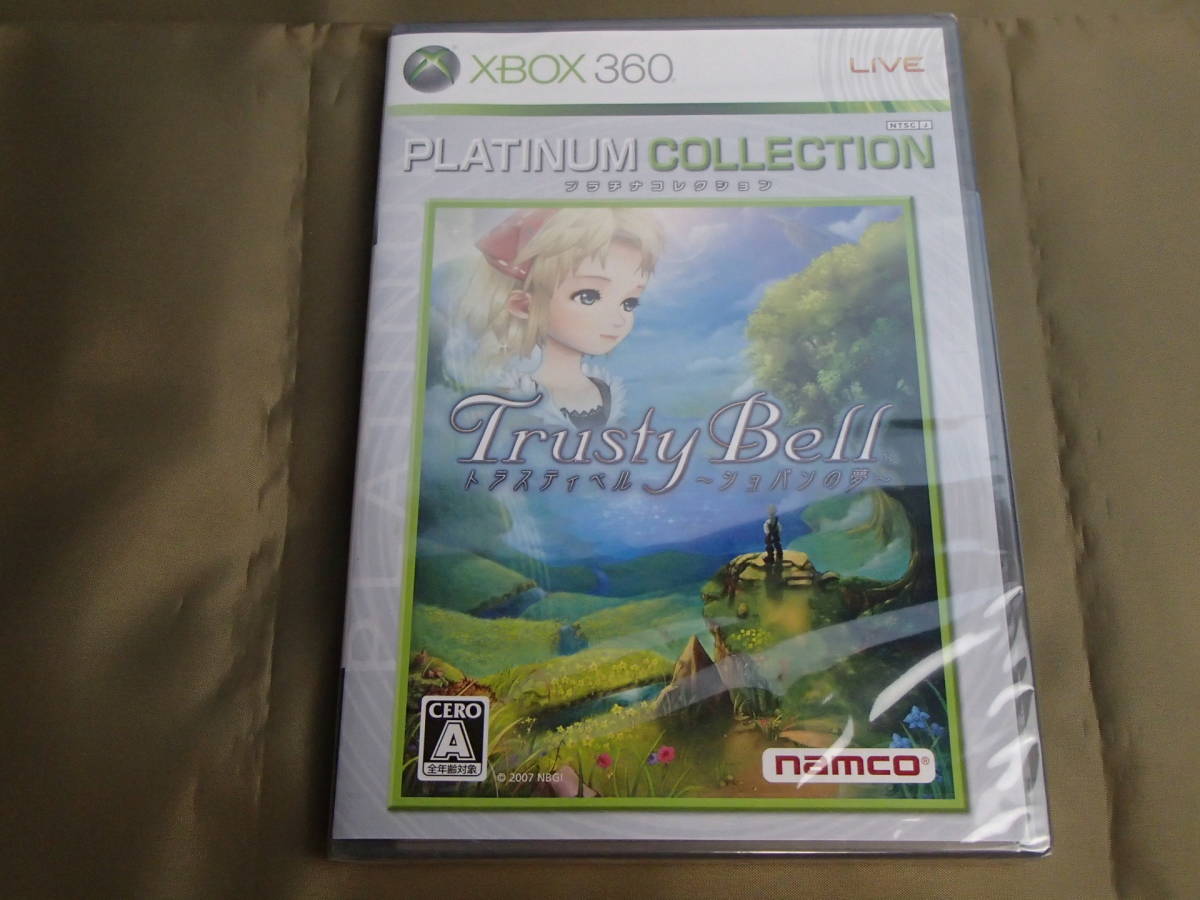 XBOX 360
LIVE
NTSC J
PLATINUM COLLECTION
プラチナコレクション
Trusty Bell
トラスティベル ～ショパンの夢～
PLATINUM
CERO
A
全年齢対象
© 2007 NBGI
namco®